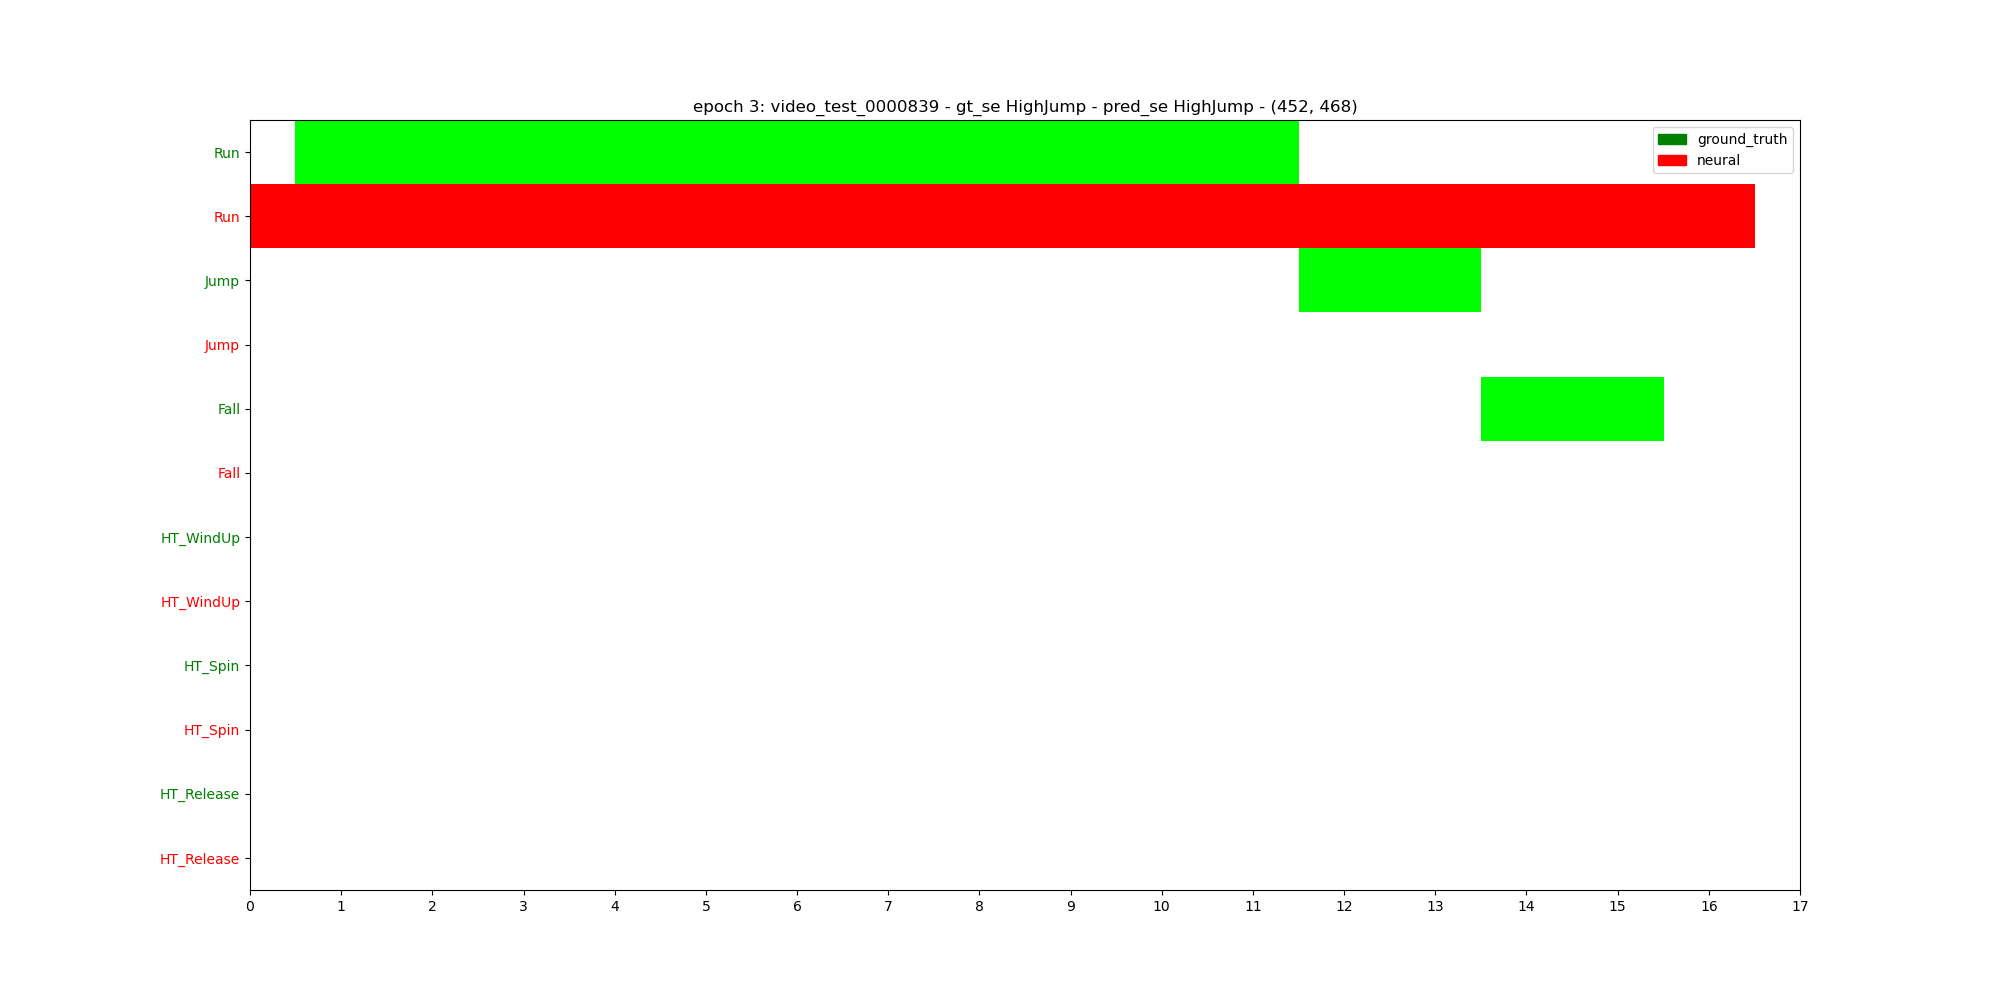 epoch 3: video_test_0000839 - gt_se HighJump - pred_se HighJump - (452, 468)
ground_truth
neural
Run
Run
Jump
Jump
Fall
Fall
HT_WindUp
HT_WindUp
HT_Spin
HT_Spin
HT_Release
HT_Release
0 1 2 3 4 5 6 7 8 9 10 11 12 13 14 15 16 17